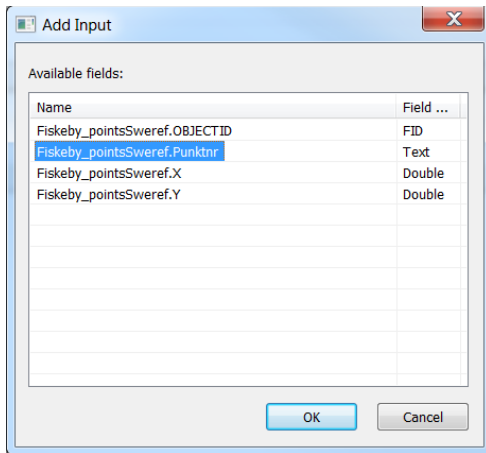 Add Input
Available fields:
Name Field ...
Fiskeby_pointsSweref.OBJECTID FID
Fiskeby_pointsSweref.Punktnr Text
Fiskeby_pointsSweref.X Double
Fiskeby_pointsSweref.Y Double
OK Cancel